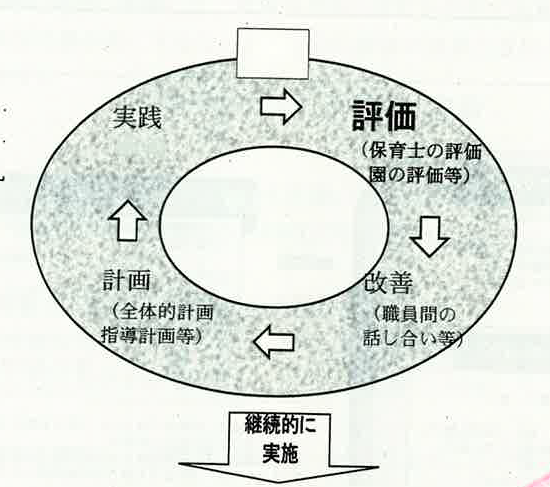 実践
評価
（保育士の評価
園の評価等）
改善
（職員間の
話し合い等）
計画
（全体的計画
指導計画等）
継続的に
実施